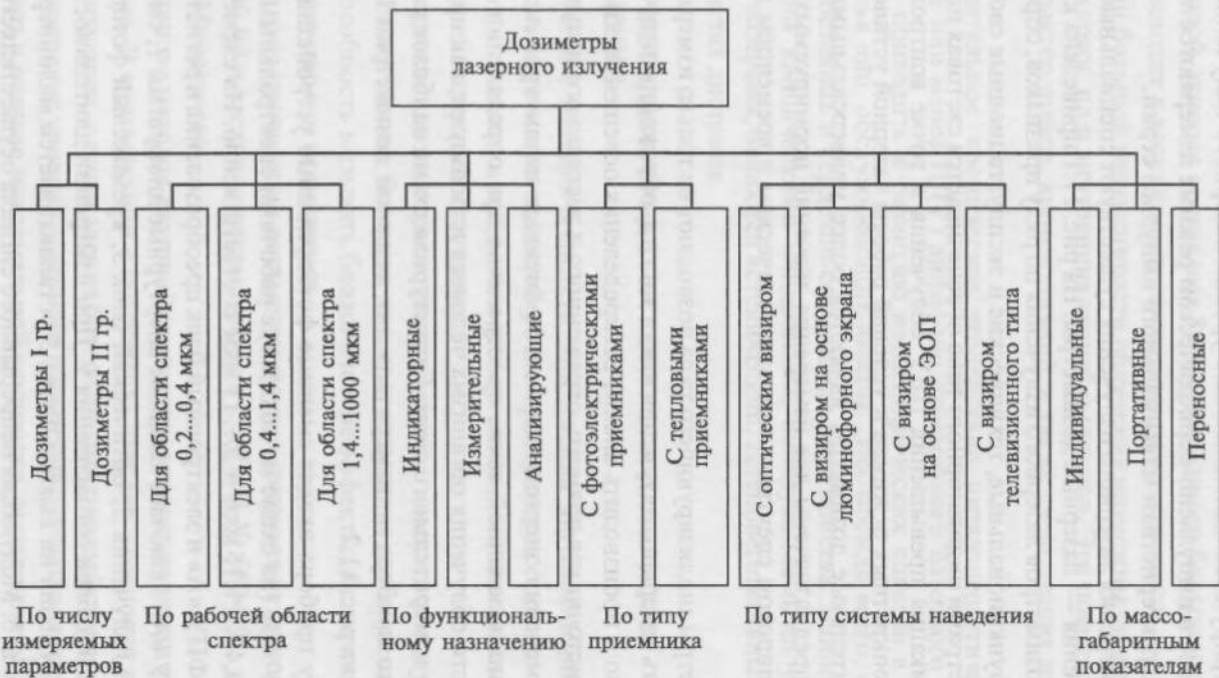 Дозиметры
лазерного излучения
Дозиметры I гр.
Дозиметры II гр.
Для области спектра
0,2...0,4 мкм
Для области спектра
0,4...1,4 мкм
Для области спектра
1,4...1000 мкм
Индикаторные
Измерительные
Анализирующие
С фотоэлектрическими
приемниками
С тепловыми
приемниками
С оптическим визиром
С визиром на основе
люминофорного экрана
С визиром
на основе ЭОП
С визиром
телевизионного типа
Индивидуальные
Портативные
Переносные
По числу
измеряемых
параметров
По рабочей области
спектра
По функциональ-
ному назначению
По типу
приемника
По типу системы наведения
По массо-
габаритным
показателям